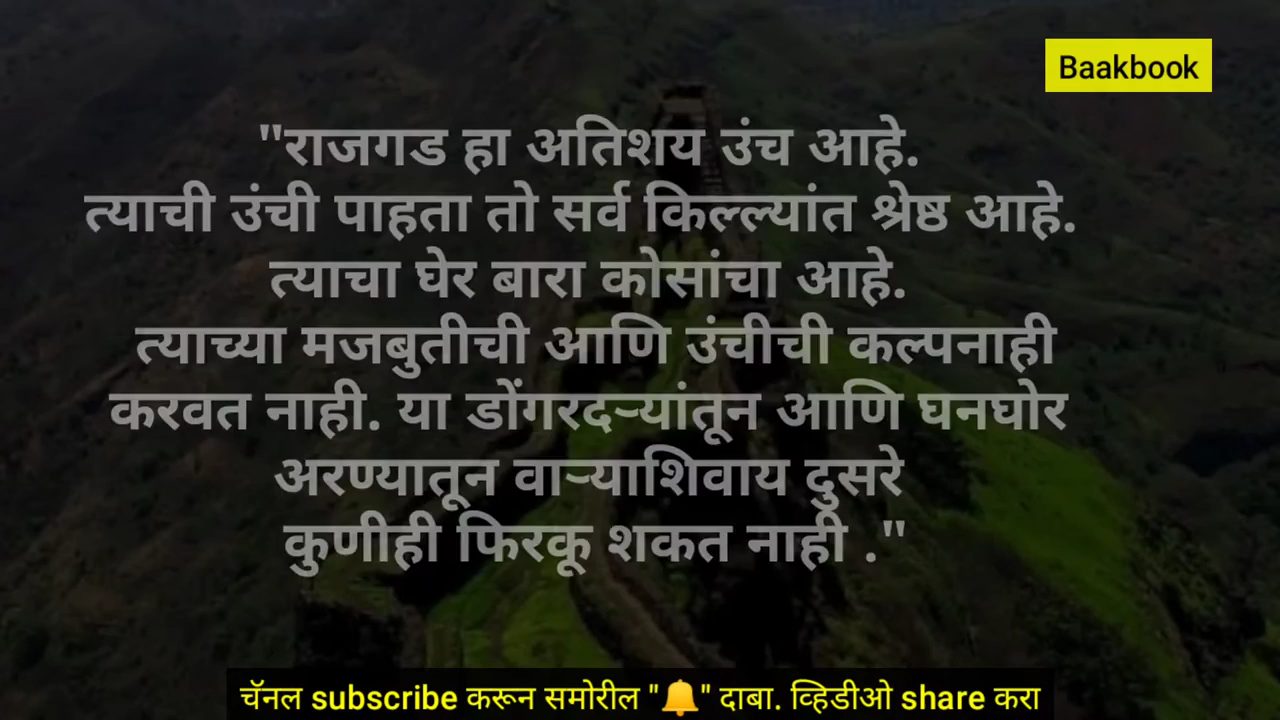 Baakbook
"राजगड हा अतिशय उंच आहे.
त्याची उंची पाहता तो सर्व किल्ल्यांत श्रेष्ठ आहे.
त्याचा घेर बारा कोसांचा आहे.
त्याच्या मजबुतीची आणि उंचीची कल्पनाही
करवत नाही. या डोंगरदऱ्यांतून आणि घनघोर
अरण्यातून वाऱ्याशिवाय दुसरे
कुणीही फिरकू शकत नाही ."
चॅनल subscribe करून समोरील "🔔" दाबा. व्हिडीओ share करा